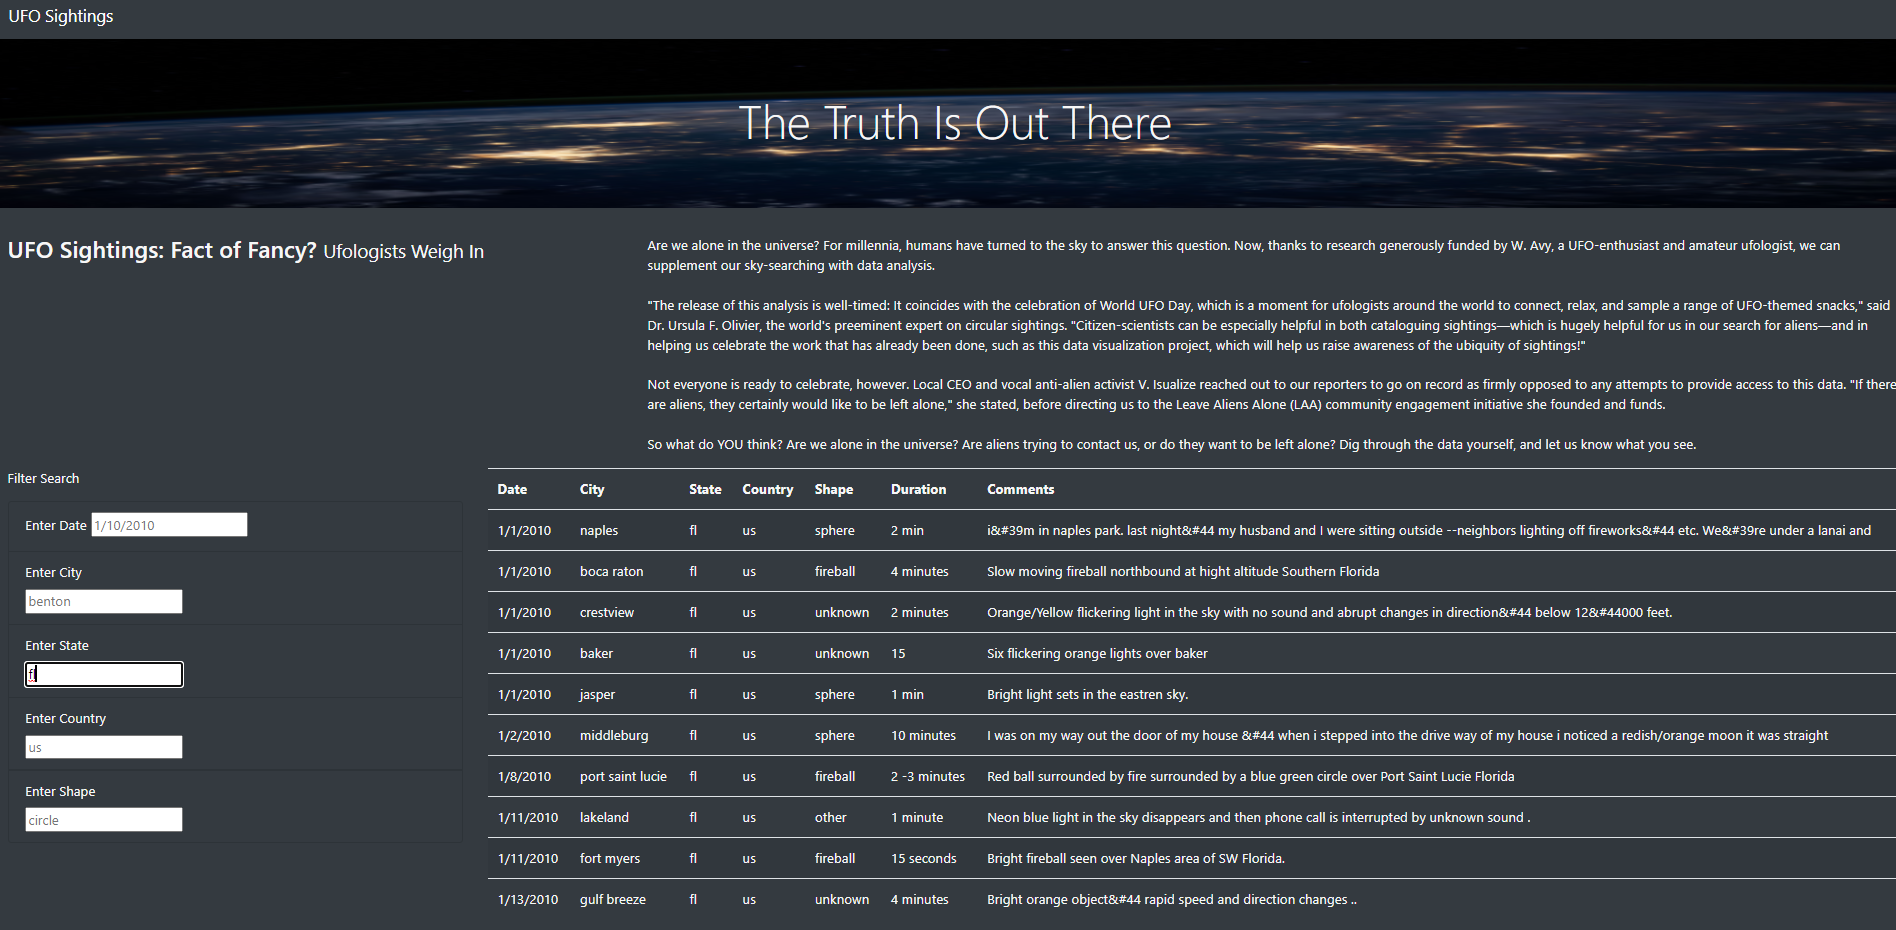 UFO Sightings
The Truth Is Out There
UFO Sightings: Fact of Fancy? Ufologists Weigh In
Are we alone in the universe? For millennia, humans have turned to the sky to answer this question. Now, thanks to research generously funded by W. Avy, a UFO-enthusiast and amateur ufologist, we can
supplement our sky-searching with data analysis.
"The release of this analysis is well-timed: It coincides with the celebration of World UFO Day, which is a moment for ufologists around the world to connect, relax, and sample a range of UFO-themed snacks," said
Dr. Ursula F. Olivier, the world's preeminent expert on circular sightings. "Citizen-scientists can be especially helpful in both cataloguing sightings—which is hugely helpful for us in our search for aliens—and in
helping us celebrate the work that has already been done, such as this data visualization project, which will help us raise awareness of the ubiquity of sightings!"
Not everyone is ready to celebrate, however. Local CEO and vocal anti-alien activist V. Isualize reached out to our reporters to go on record as firmly opposed to any attempts to provide access to this data. "If there
are aliens, they certainly would like to be left alone," she stated, before directing us to the Leave Aliens Alone (LAA) community engagement initiative she founded and funds.
So what do YOU think? Are we alone in the universe? Are aliens trying to contact us, or do they want to be left alone? Dig through the data yourself, and let us know what you see.
Filter Search
Enter Date 1/10/2010
Enter City
benton
Enter State
fl
Enter Country
us
Enter Shape
circle
Date City State Country Shape Duration Comments
1/1/2010 naples fl us sphere 2 min i&#39m in naples park. last night&#44 my husband and I were sitting outside --neighbors lighting off fireworks&#44 etc. We&#39re under a lanai and
1/1/2010 boca raton fl us fireball 4 minutes Slow moving fireball northbound at hight altitude Southern Florida
1/1/2010 crestview fl us unknown 2 minutes Orange/Yellow flickering light in the sky with no sound and abrupt changes in direction&#44 below 12&#44000 feet.
1/1/2010 baker fl us unknown 15 Six flickering orange lights over baker
1/1/2010 jasper fl us sphere 1 min Bright light sets in the eastren sky.
1/2/2010 middleburg fl us sphere 10 minutes I was on my way out the door of my house &#44 when i stepped into the drive way of my house i noticed a redish/orange moon it was straight
1/8/2010 port saint lucie fl us fireball 2 -3 minutes Red ball surrounded by fire surrounded by a blue green circle over Port Saint Lucie Florida
1/11/2010 lakeland fl us other 1 minute Neon blue light in the sky disappears and then phone call is interrupted by unknown sound .
1/11/2010 fort myers fl us fireball 15 seconds Bright fireball seen over Naples area of SW Florida.
1/13/2010 gulf breeze fl us unknown 4 minutes Bright orange object&#44 rapid speed and direction changes ..